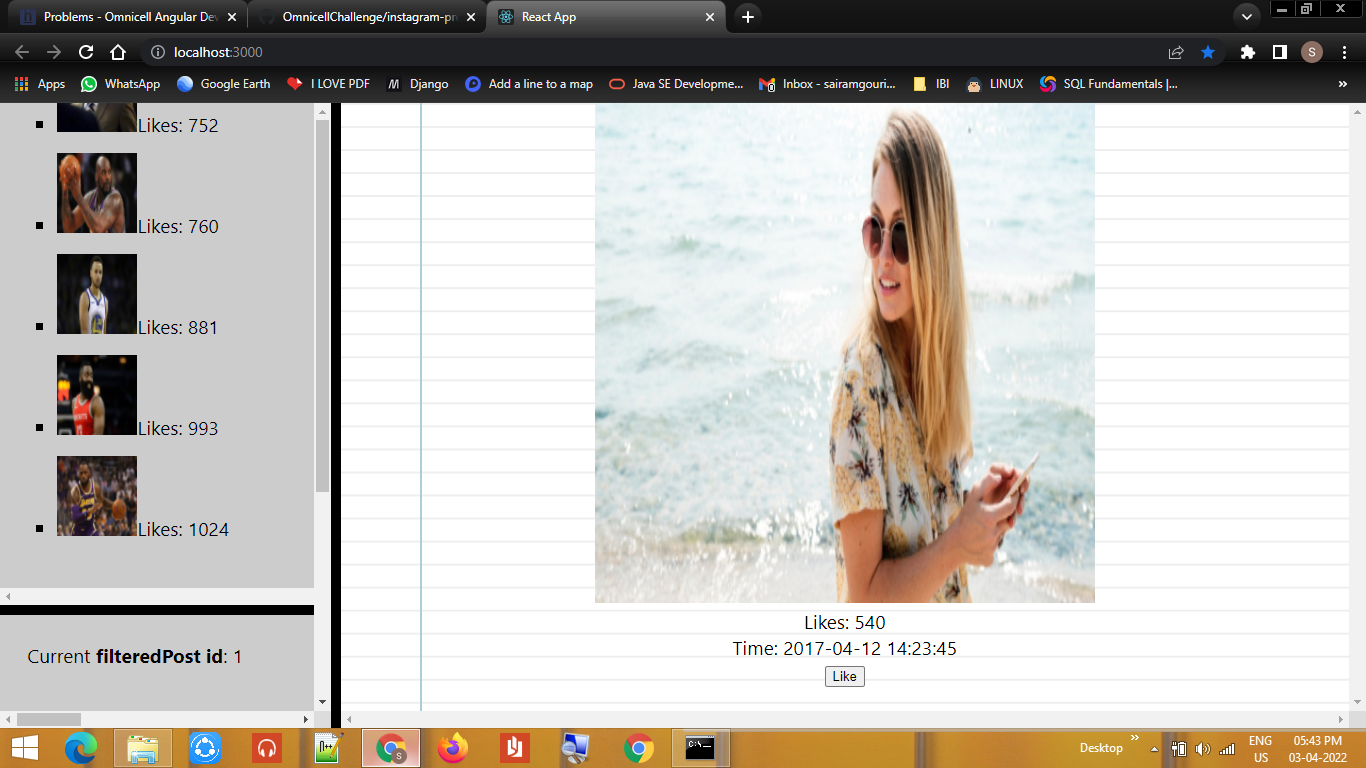 Problems - Omnicell Angular Dev
OmnicellChallenge/instagram-pr
React App
localhost:3000
S
Apps
WhatsApp
Google Earth
I LOVE PDF
Django
Add a line to a map
Java SE Developme...
Inbox - sairamgoun...
IBI
LINUX
SQL Fundamentals |...
»
Likes: 752
Likes: 760
Likes: 881
Likes: 993
Likes: 1024
Current filteredPost id: 1
Likes: 540
Time: 2017-04-12 14:23:45
Like
Desktop
ENG
US
05:43 PM
03-04-2022